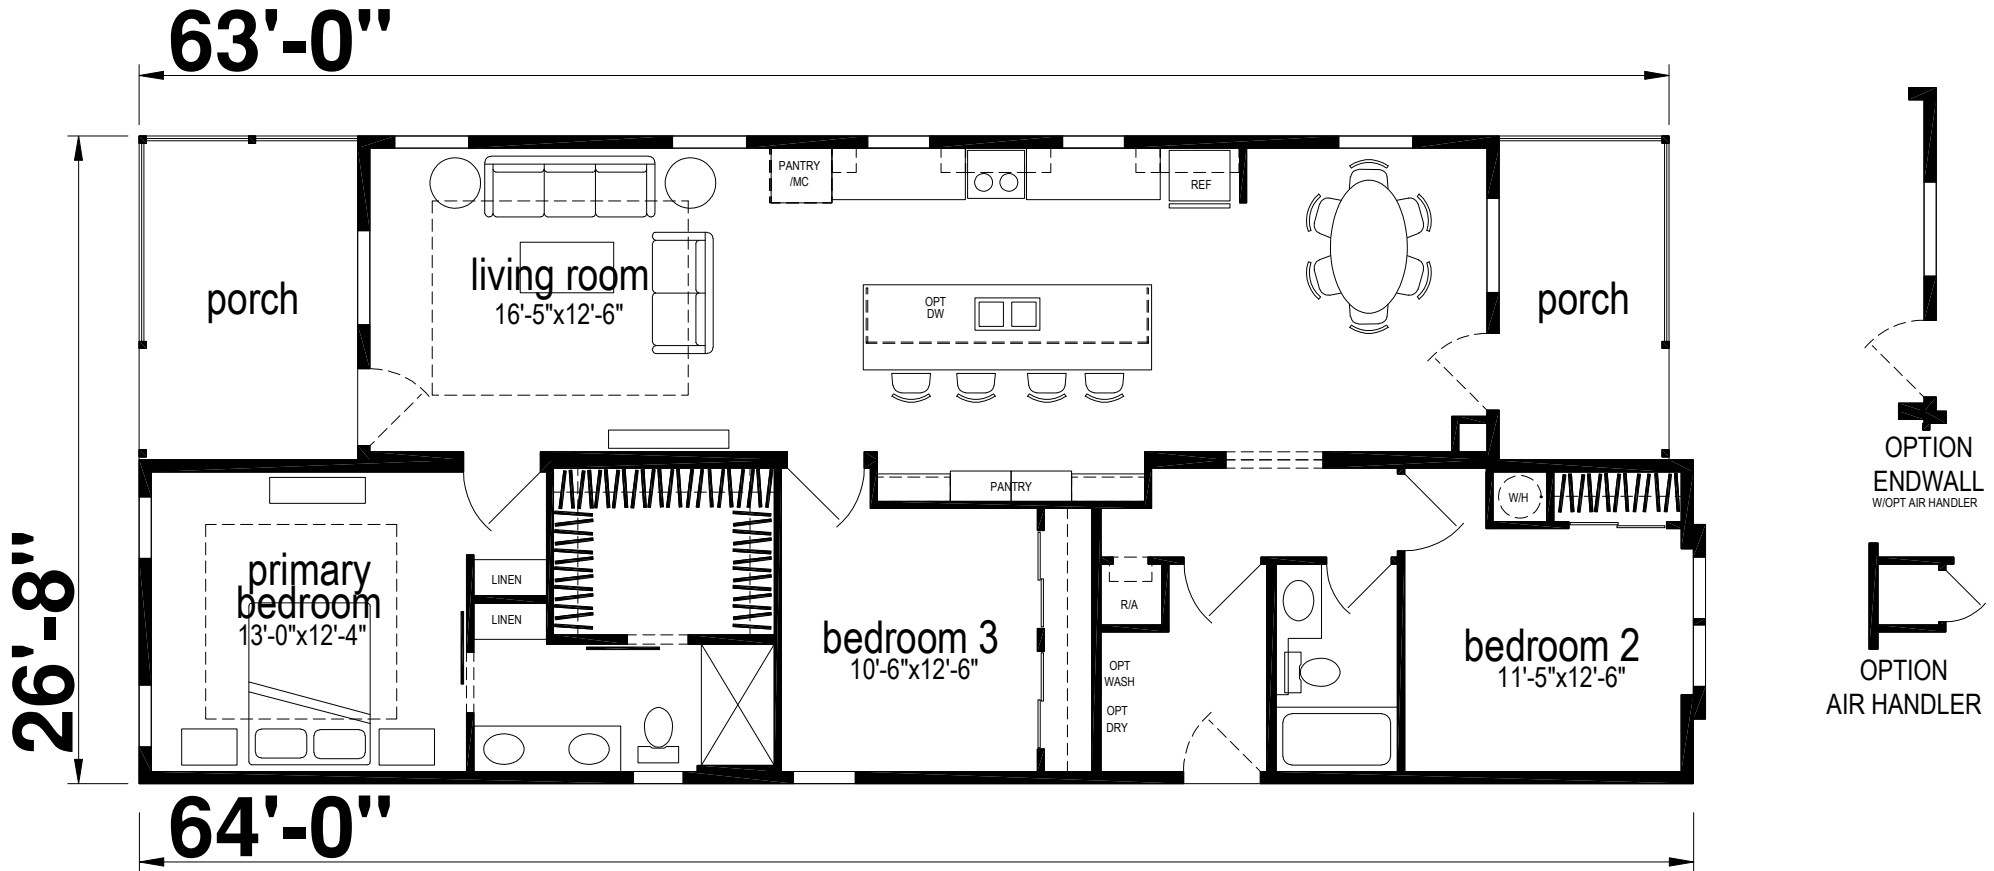 63'-0"
PANTRY
/MC
REF
living room
16'-5"x12'-6"
porch
OPT
DW
porch
OPTION
ENDWALL
W/OPT AIR HANDLER
PANTRY
W/H
26'-8"
primary
bedroom
13'-0"x12'-4"
LINEN
LINEN
bedroom 3
10'-6"x12'-6"
R/A
OPT
WASH
OPT
DRY
bedroom 2
11'-5"x12'-6"
OPTION
AIR HANDLER
64'-0"